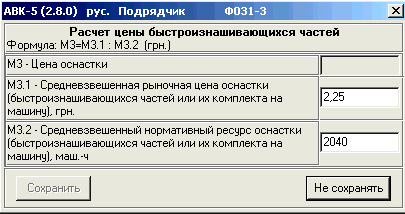 АВК-5 (2.8.0) рус. Подрядчик Ф031-3
Расчет цены быстроизнашивающихся частей
Формула: М3=М3.1 : М3.2 (грн.)
М3 - Цена оснастки
М3.1 - Средневзвешенная рыночная цена оснастки
(быстроизнашивающихся частей или их комплекта на
машину), грн.
2,25
М3.2 - Средневзвешенный нормативный ресурс оснастки
(быстроизнашивающихся частей или их комплекта на
машину), маш.-ч
2040
Сохранить
Не сохранять